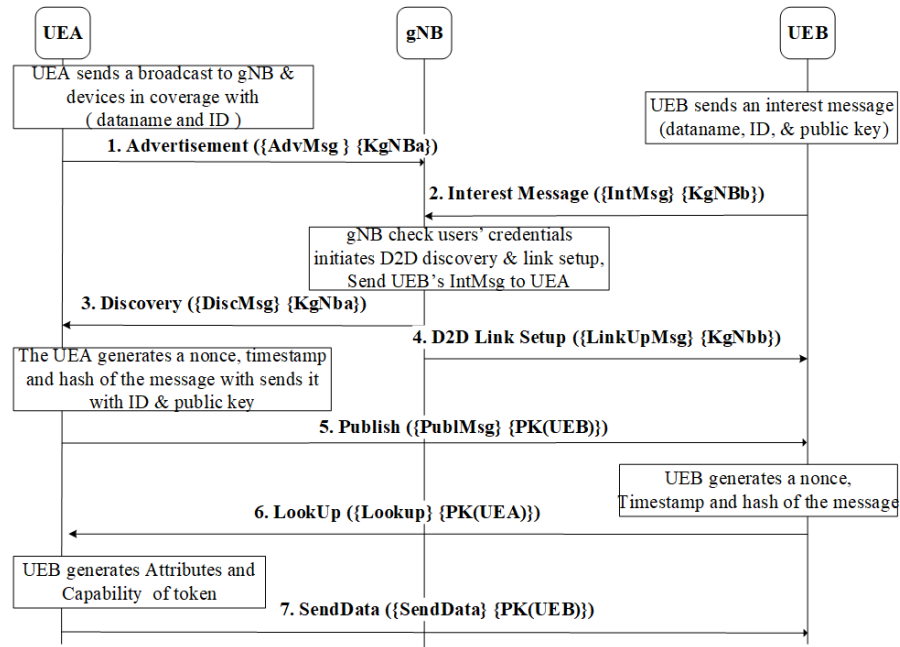 UEA
gNB
UEB
UEA sends a broadcast to gNB &
devices in coverage with
( dataname and ID )
UEB sends an interest message
(dataname, ID, & public key)
1. Advertisement ({AdvMsg } {KgNBa})
2. Interest Message ({IntMsg} {KgNBb})
gNB check users' credentials
initiates D2D discovery & link setup,
Send UEB's IntMsg to UEA
3. Discovery ({DiscMsg} {KgNba})
4. D2D Link Setup ({LinkUpMsg} {KgNbb})
The UEA generates a nonce, timestamp
and hash of the message with sends it
with ID & public key
5. Publish ({PublMsg} {PK(UEB)})
UEB generates a nonce,
Timestamp and hash of the message
6. LookUp ({Lookup} {PK(UEA)})
UEB generates Attributes and
Capability of token
7. SendData ({SendData} {PK(UEB)})